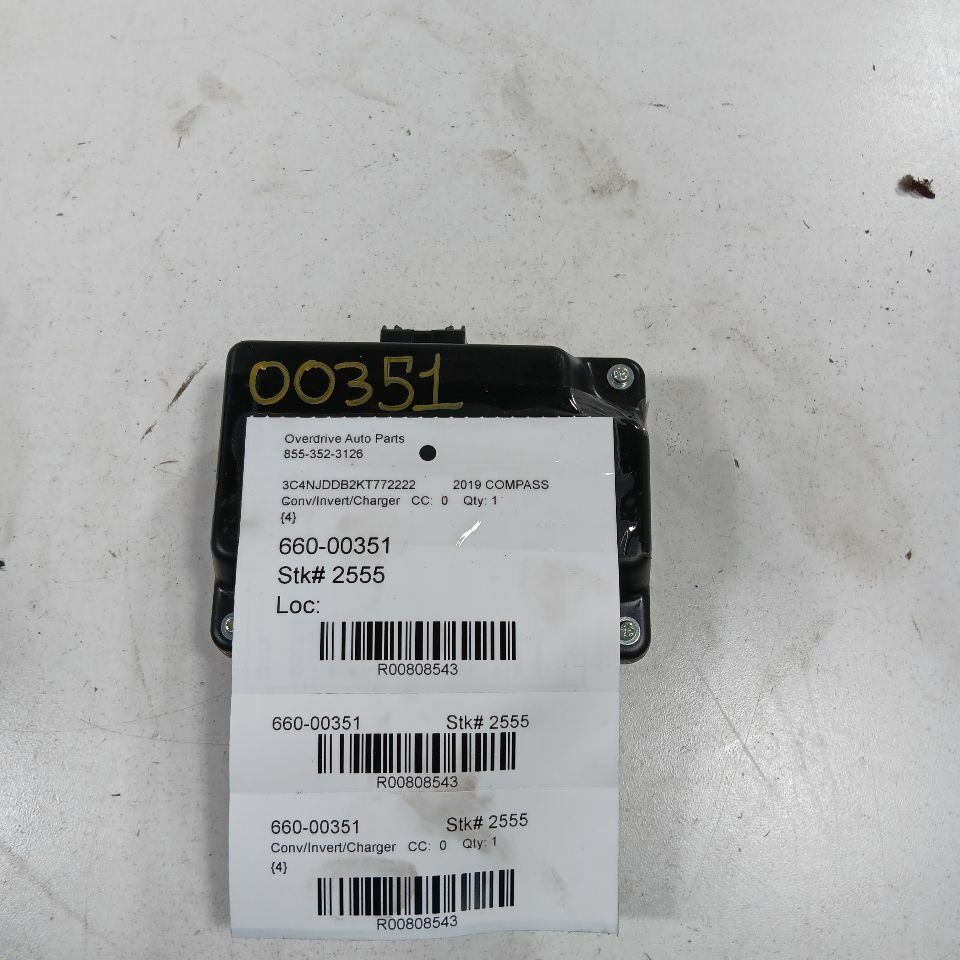 00351
Overdrive Auto Parts
855-352-3126
3C4NJDDB2KT772222 2019 COMPASS
Conv/Invert/Charger CC: 0 Qty: 1
{4}
660-00351
Stk# 2555
Loc:
R00808543
660-00351 Stk# 2555
R00808543
660-00351 Stk# 2555
Conv/Invert/Charger CC: 0 Qty: 1
{4}
R00808543